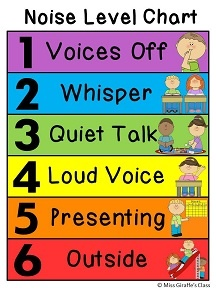 Noise Level Chart
1 Voices Off
2 Whisper
3 Quiet Talk
4 Loud Voice
5 Presenting
6 Outside
© Miss Giraffe's Class